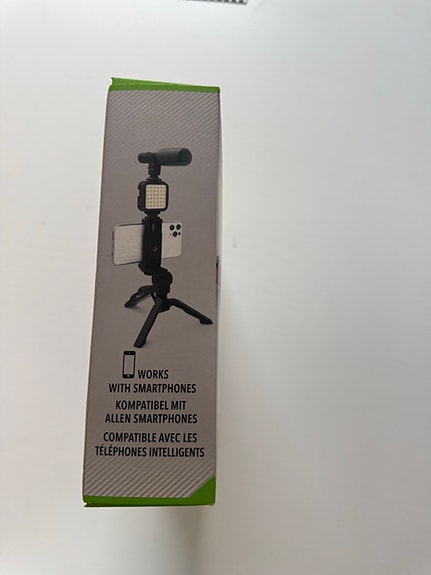 WORKS
WITH SMARTPHONES
KOMPATIBEL MIT
ALLEN SMARTPHONES
COMPATIBLE AVEC LES
TÉLÉPHONES INTELLIGENTS